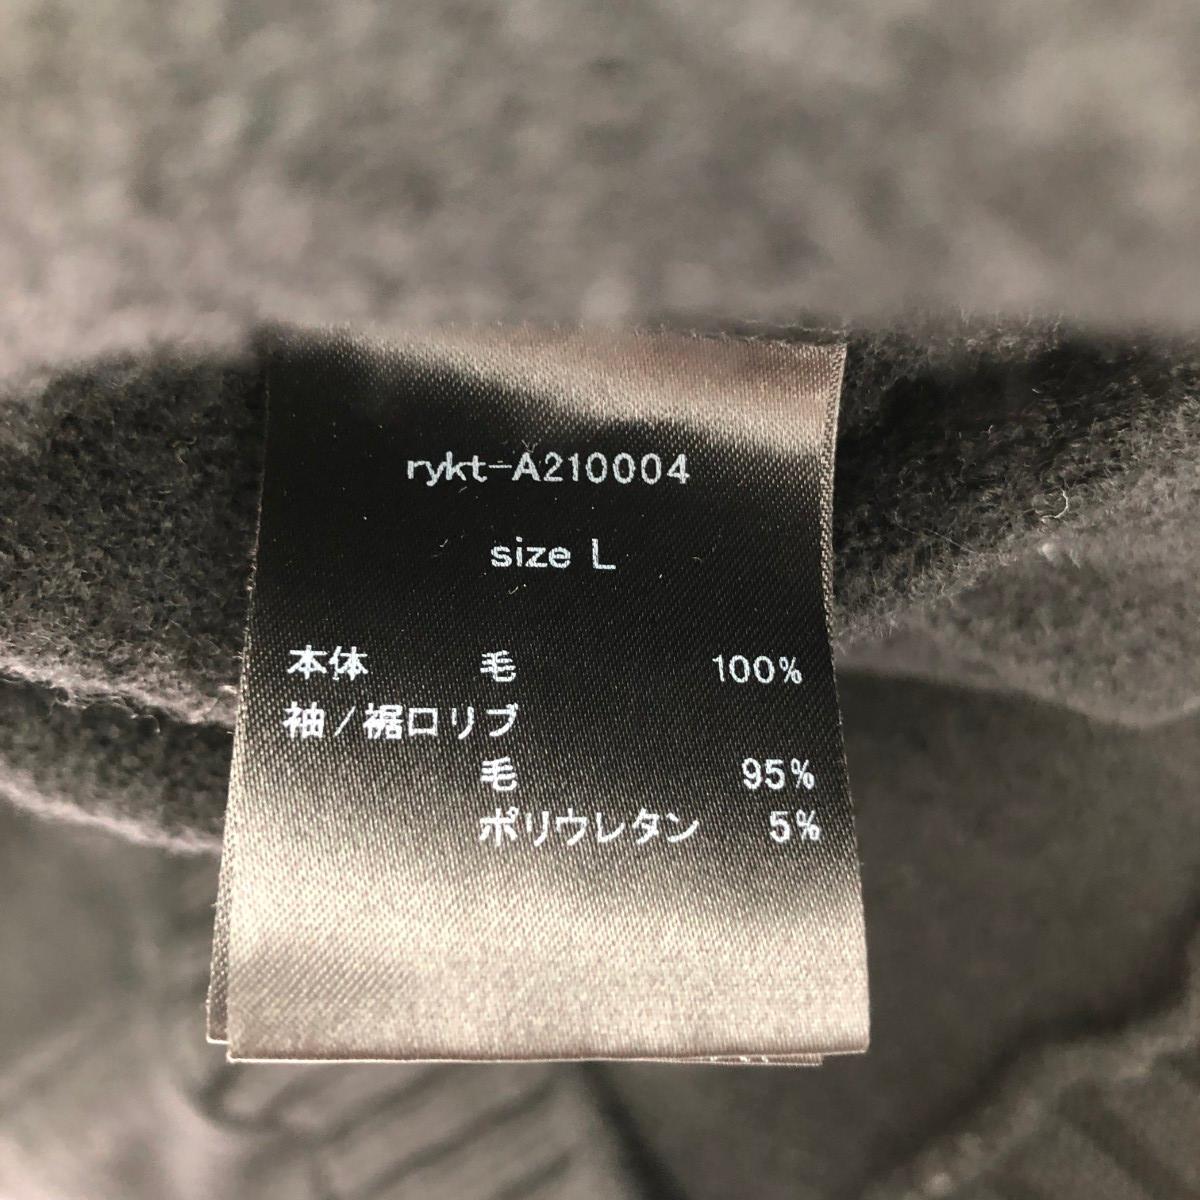 rykt-A210004
size L
本体 毛 100%
袖/裾口リブ
毛 95%
ポリウレタン 5%